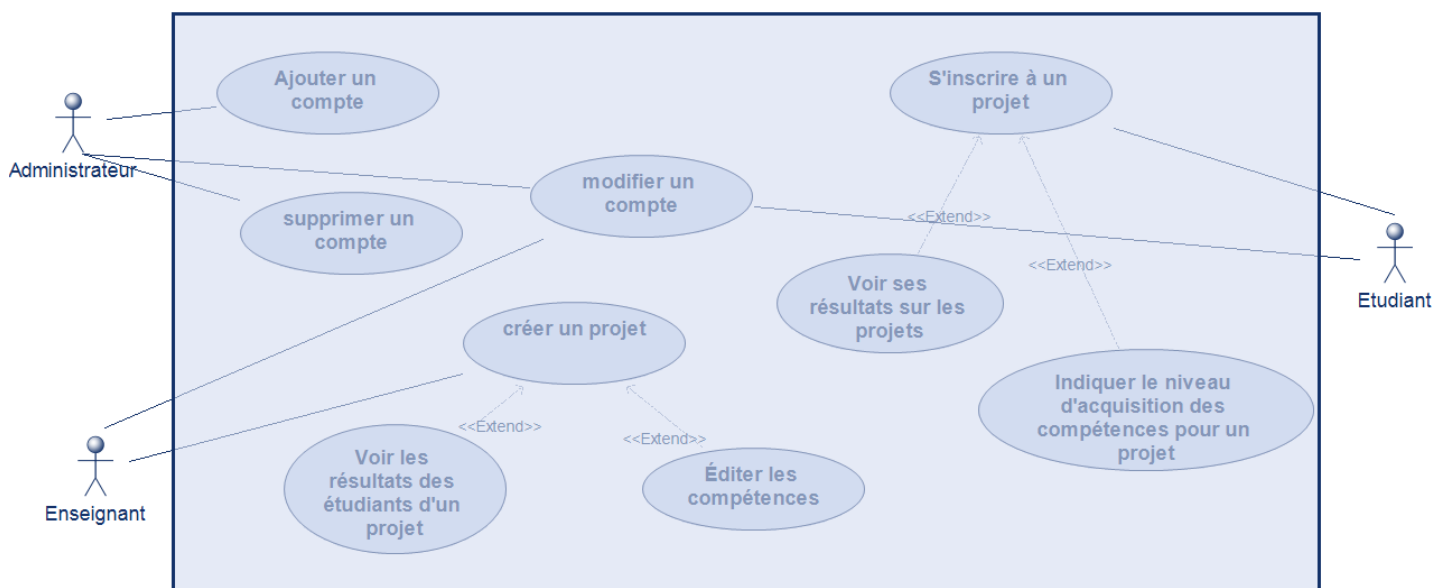 Ajouter un
compte
S'inscrire à un
projet
Administrateur
modifier un
compte
supprimer un
compte
<<Extend>>
<<Extend>>
Etudiant
Voir ses
résultats sur les
projets
créer un projet
Indiquer le niveau
d'acquisition des
compétences pour un
projet
<<Extend>>
<<Extend>>
Enseignant
Voir les
résultats des
étudiants d'un
projet
Éditer les
compétences